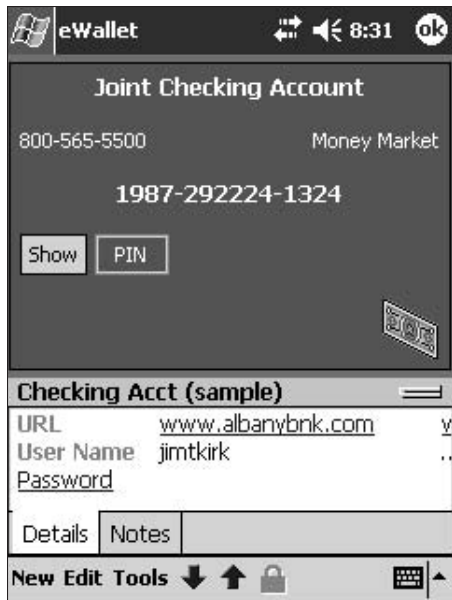 eWallet 8:31 ok
Joint Checking Account
800-565-5500 Money Market
1987-292224-1324
Show PIN
Checking Acct (sample)
URL www.albanybnk.com
User Name jimtkirk ..
Password
Details Notes
New Edit Tools